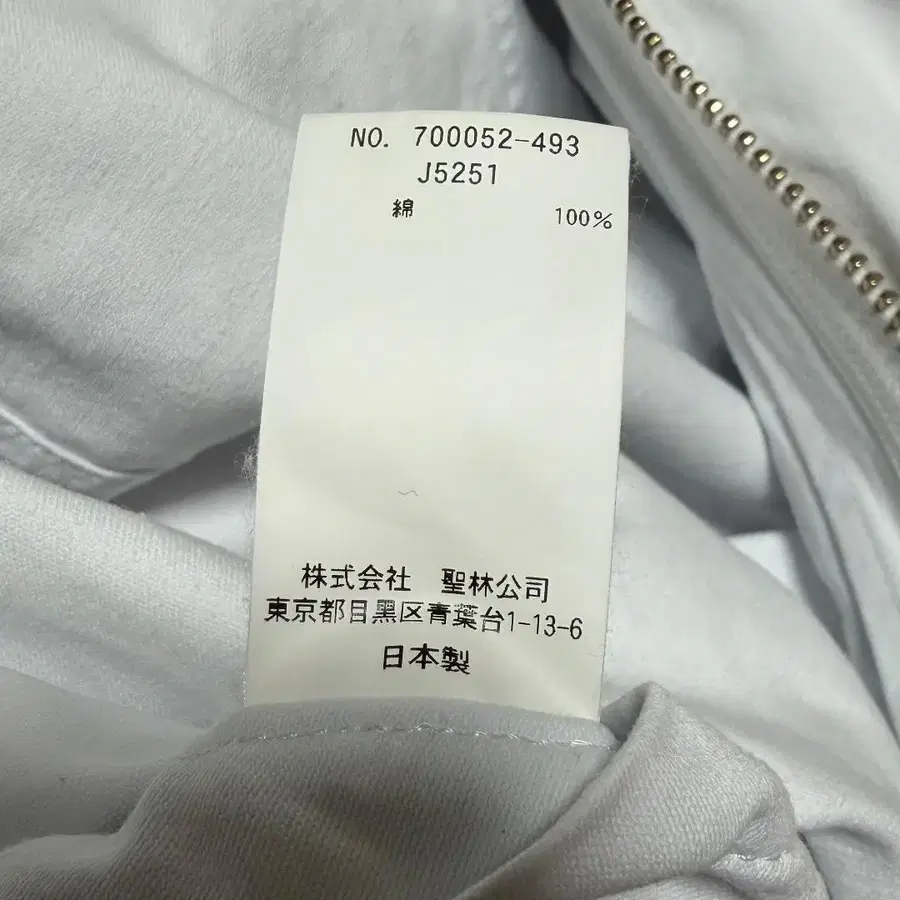 NO. 700052-493
J5251
綿 100%
株式会社 聖林公司
東京都目黒区青葉台1-13-6
日本製